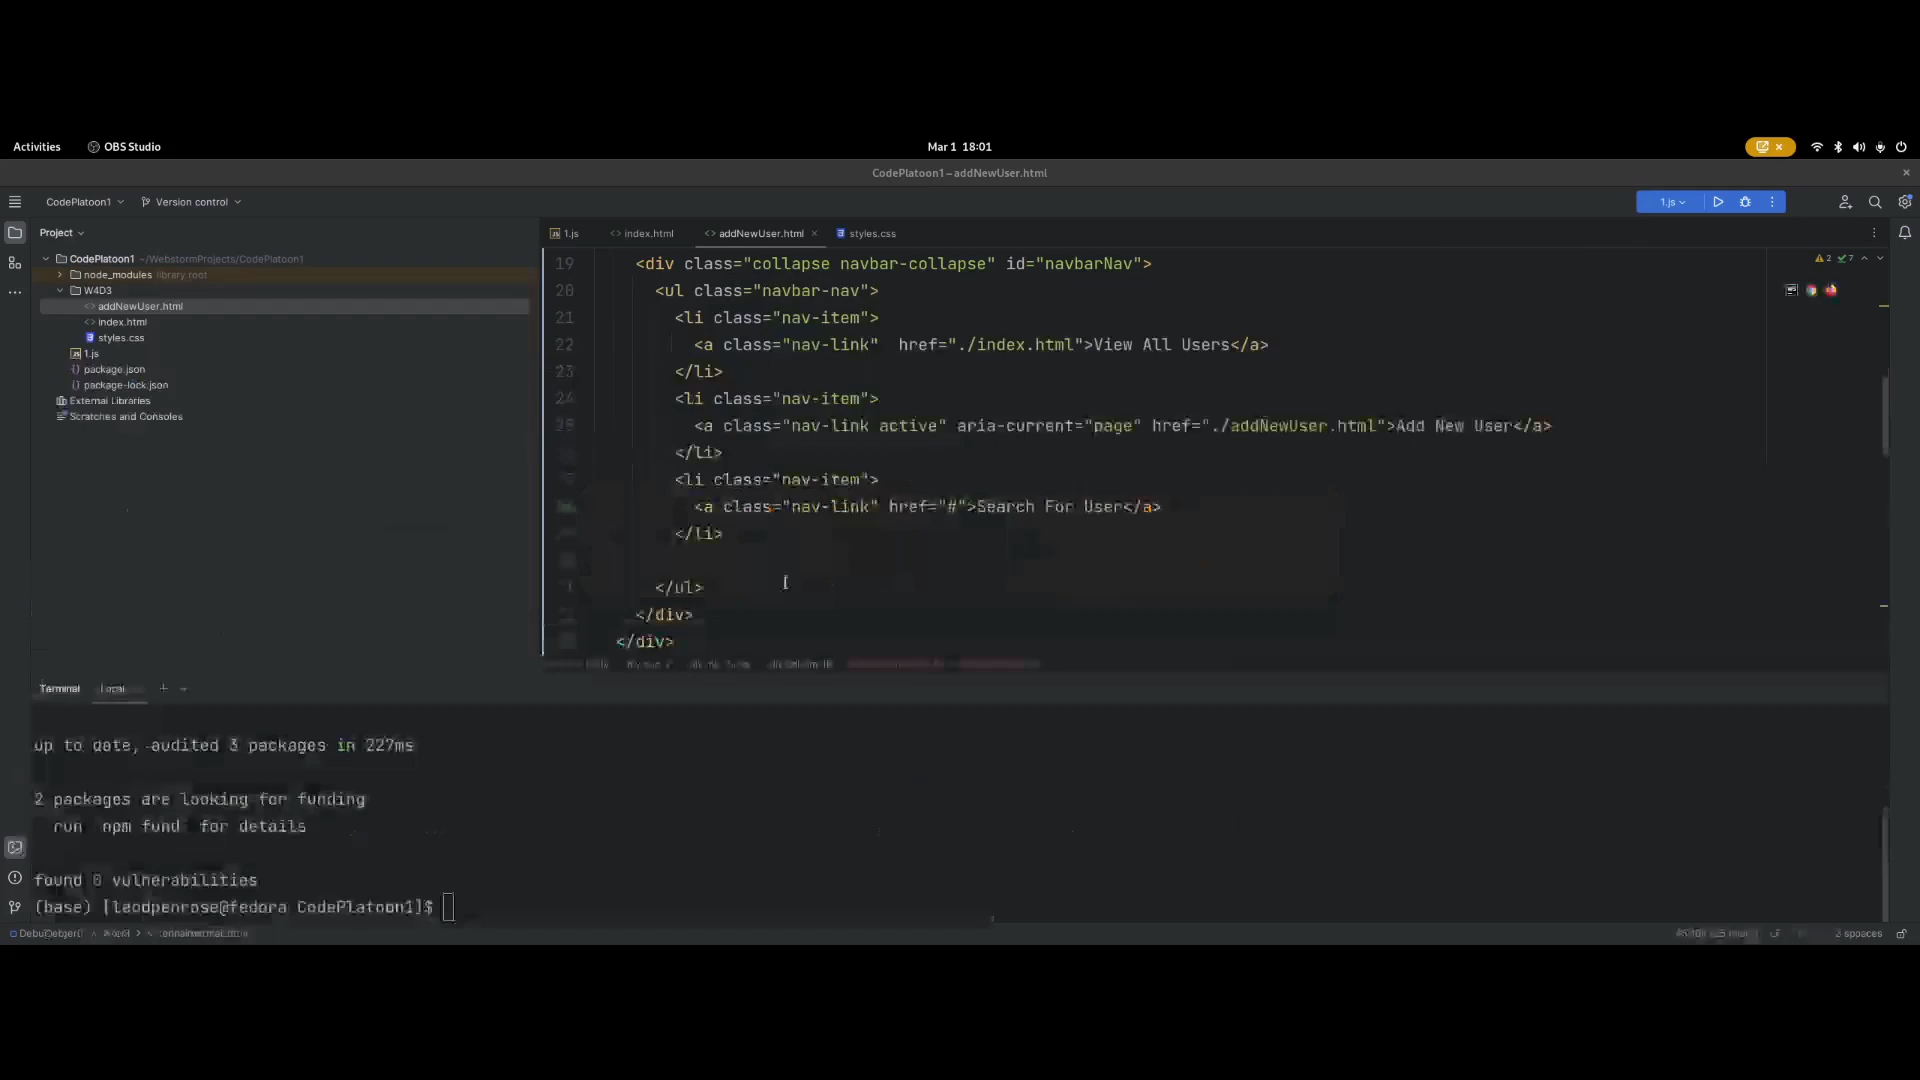 Activities OBS Studio Mar 1 18:01
CodePlatoon1 – addNewUser.html
CodePlatoon1 Version control 1.js
Project
1.js index.html addNewUser.html styles.css
CodePlatoon1 ~/WebstormProjects/CodePlatoon1
node_modules library root
W4D3
addNewUser.html
index.html
styles.css
1.js
package.json
package-lock.json
External Libraries
Scratches and Consoles
2 7
19 <div class="collapse navbar-collapse" id="navbarNav">
20 <ul class="navbar-nav">
21 <li class="nav-item">
22 <a class="nav-link"  href="./index.html">View All Users</a>
23 </li>
24 <li class="nav-item">
<a class="nav-link active" aria-current="page" href="./addNewUser.html">Add New User</a>
</li>
<li class="nav-item">
<a class="nav-link" href="#">Search For User</a>
</li>
</ul>
</div>
</div>
Terminal Local
up to date, audited 3 packages in 227ms
2 packages are looking for funding
run npm fund for details
found 0 vulnerabilities
(base) [leodpenrose@fedora CodePlatoon1]$